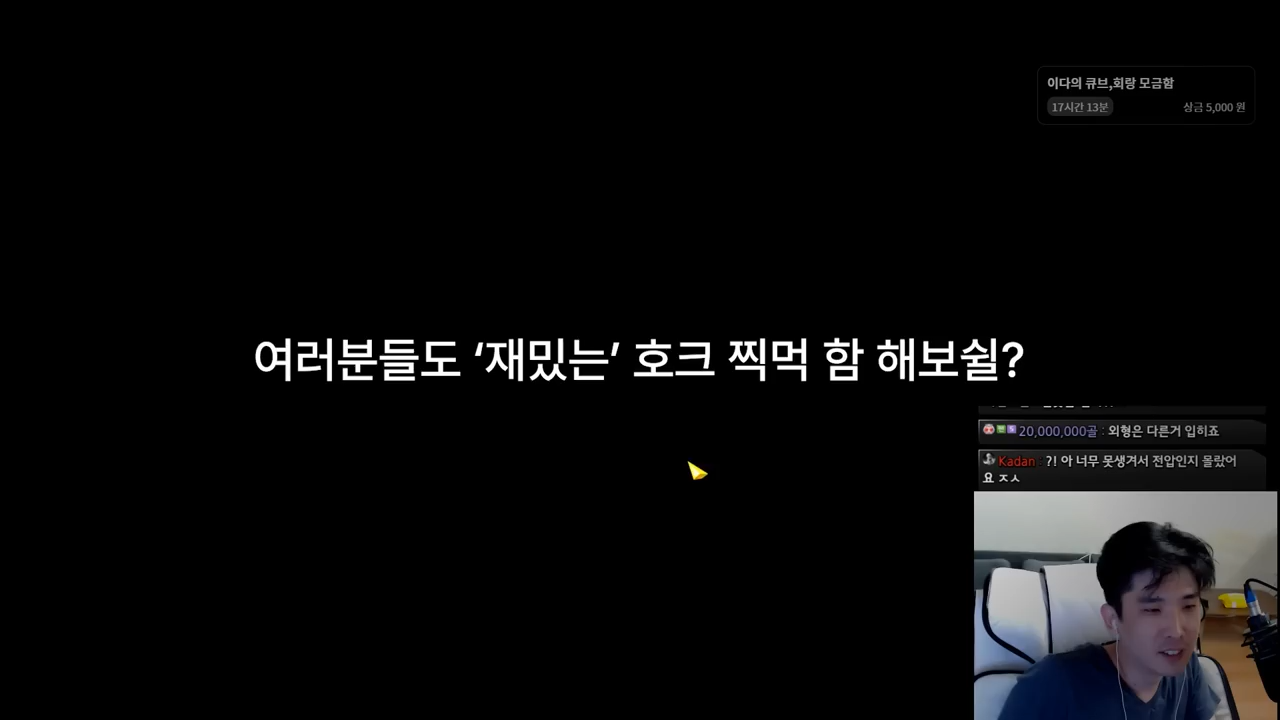 이다의 큐브,회랑 모금함
17시간 13분
상금 5,000 원
여러분들도 ‘재밌는’ 호크 찍먹 함 해보쉴?
20,000,000골 : 외형은 다른거 입히죠
Kadan : ?! 아 너무 못생겨서 전압인지 몰랐어
요 ㅈㅅ